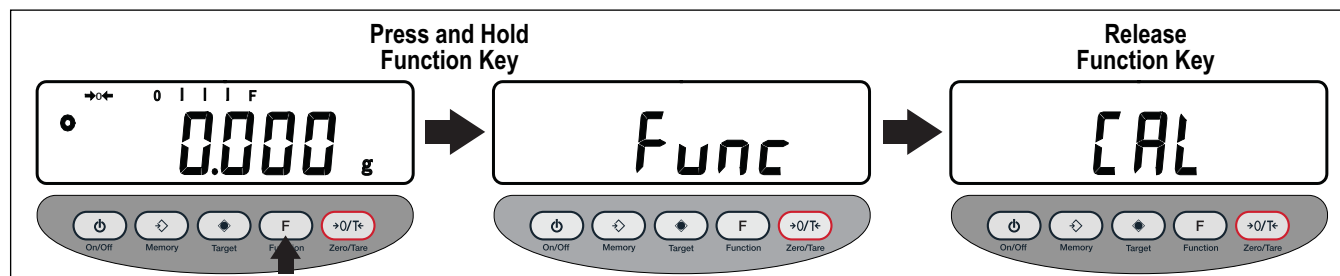 Press and Hold
Function Key
Release
Function Key
→0← 0 F
0.000 g
Func
CAL
F →0/T←
On/Off Memory Target Function Zero/Tare
F →0/T←
On/Off Memory Target Function Zero/Tare
F →0/T←
On/Off Memory Target Function Zero/Tare